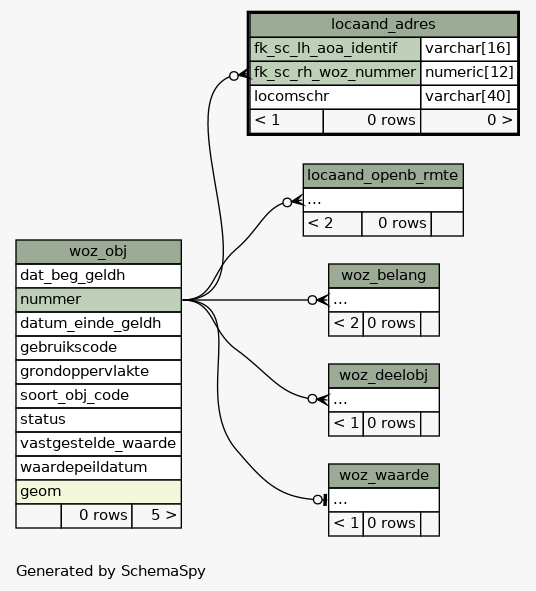 locaand_adres
fk_sc_lh_aoa_identif varchar[16]
fk_sc_rh_woz_nummer numeric[12]
locomschr varchar[40]
< 1 0 rows 0 >
locaand_openb_rmte
...
< 2 0 rows
woz_obj
dat_beg_geldh
nummer
datum_einde_geldh
gebruikscode
grondoppervlakte
soort_obj_code
status
vastgestelde_waarde
waardepeildatum
geom
0 rows 5 >
woz_belang
...
< 2 0 rows
woz_deelobj
...
< 1 0 rows
woz_waarde
...
< 1 0 rows
Generated by SchemaSpy